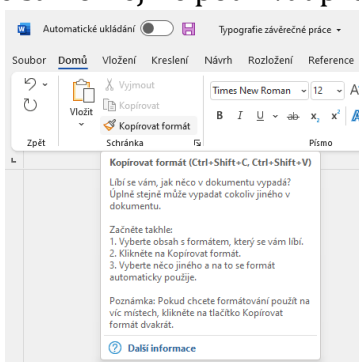 Automatické ukládání
Typografie závěrečné práce
Soubor Domů Vložení Kreslení Návrh Rozložení Reference
Vložit
Vyjmout
Kopírovat
Kopírovat formát
Times New Roman 12
B I U ab x₂ x²
Zpět Schránka Písmo
Kopírovat formát (Ctrl+Shift+C, Ctrl+Shift+V)
Líbí se vám, jak něco v dokumentu vypadá?
Úplně stejně může vypadat cokoliv jiného v
dokumentu.
Začněte takhle:
1. Vyberte obsah s formátem, který se vám líbí.
2. Klikněte na Kopírovat formát.
3. Vyberte něco jiného a na to se formát
automaticky použije.
Poznámka: Pokud chcete formátování použít na
víc místech, klikněte na tlačítko Kopírovat
formát dvakrát.
Další informace